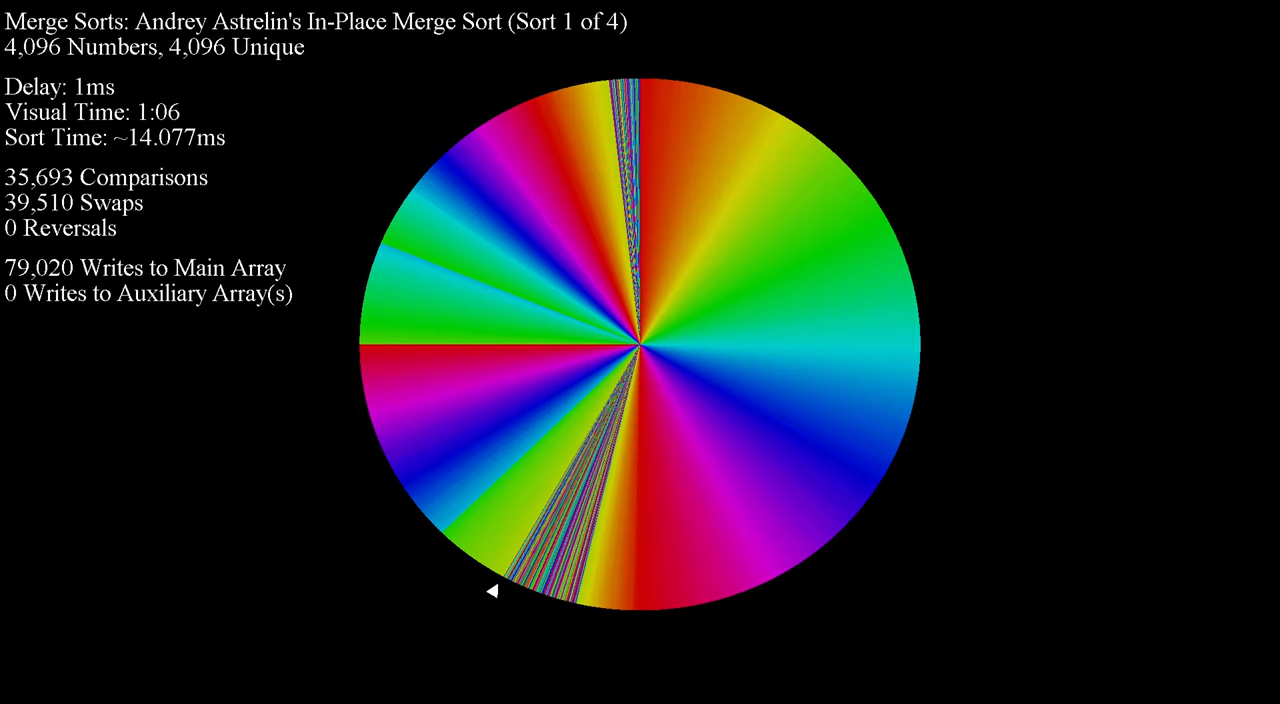 Merge Sorts: Andrey Astrelin's In-Place Merge Sort (Sort 1 of 4)
4,096 Numbers, 4,096 Unique
Delay: 1ms
Visual Time: 1:06
Sort Time: ~14.077ms
35,693 Comparisons
39,510 Swaps
0 Reversals
79,020 Writes to Main Array
0 Writes to Auxiliary Array(s)